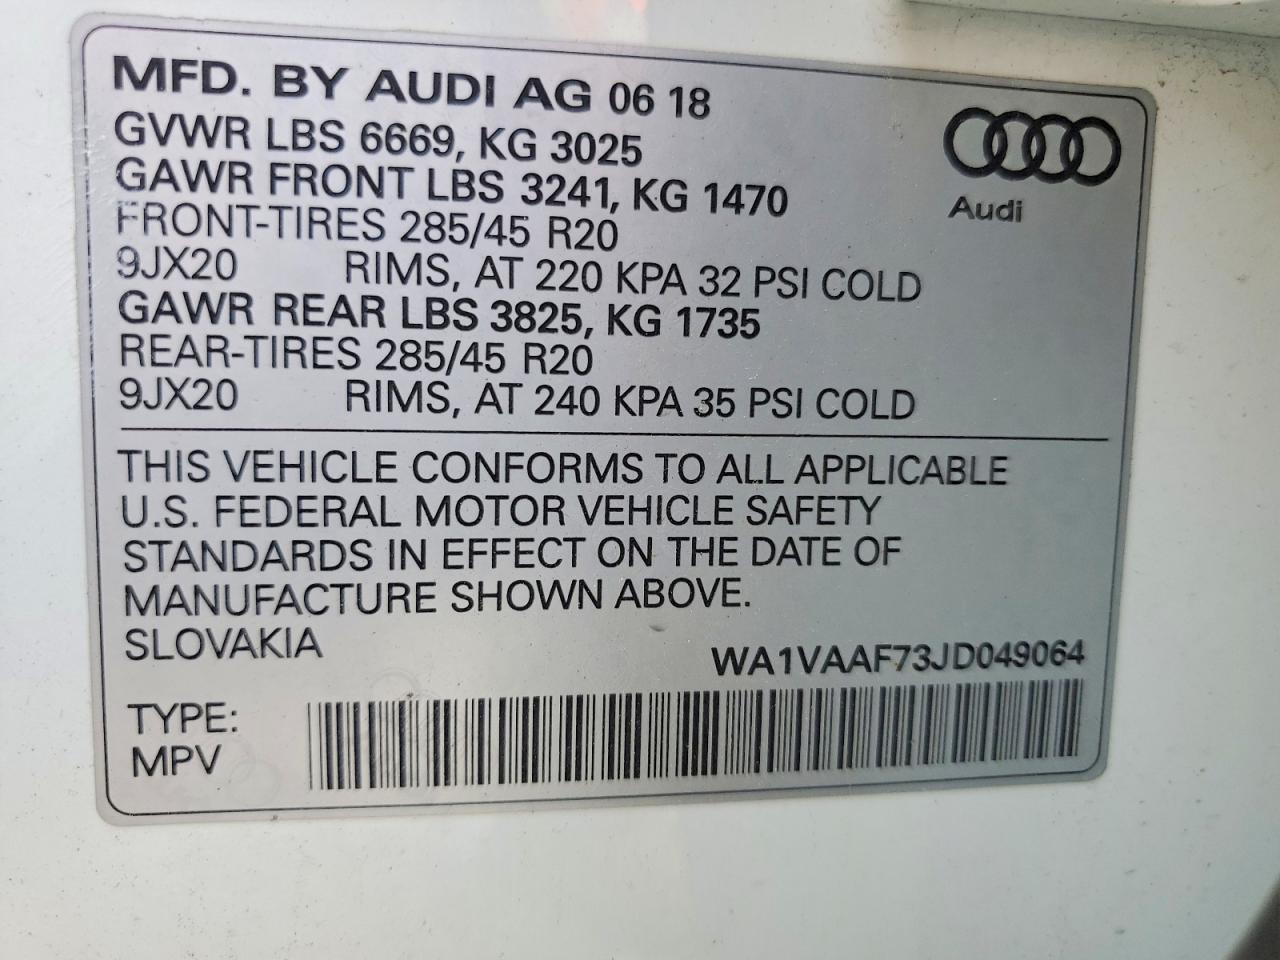 MFD. BY AUDI AG 06 18
GVWR LBS 6669, KG 3025
GAWR FRONT LBS 3241, KG 1470
FRONT-TIRES 285/45 R20
9JX20 RIMS, AT 220 KPA 32 PSI COLD
GAWR REAR LBS 3825, KG 1735
REAR-TIRES 285/45 R20
9JX20 RIMS, AT 240 KPA 35 PSI COLD
Audi
THIS VEHICLE CONFORMS TO ALL APPLICABLE
U.S. FEDERAL MOTOR VEHICLE SAFETY
STANDARDS IN EFFECT ON THE DATE OF
MANUFACTURE SHOWN ABOVE.
SLOVAKIA
WA1VAAF73JD049064
TYPE:
MPV